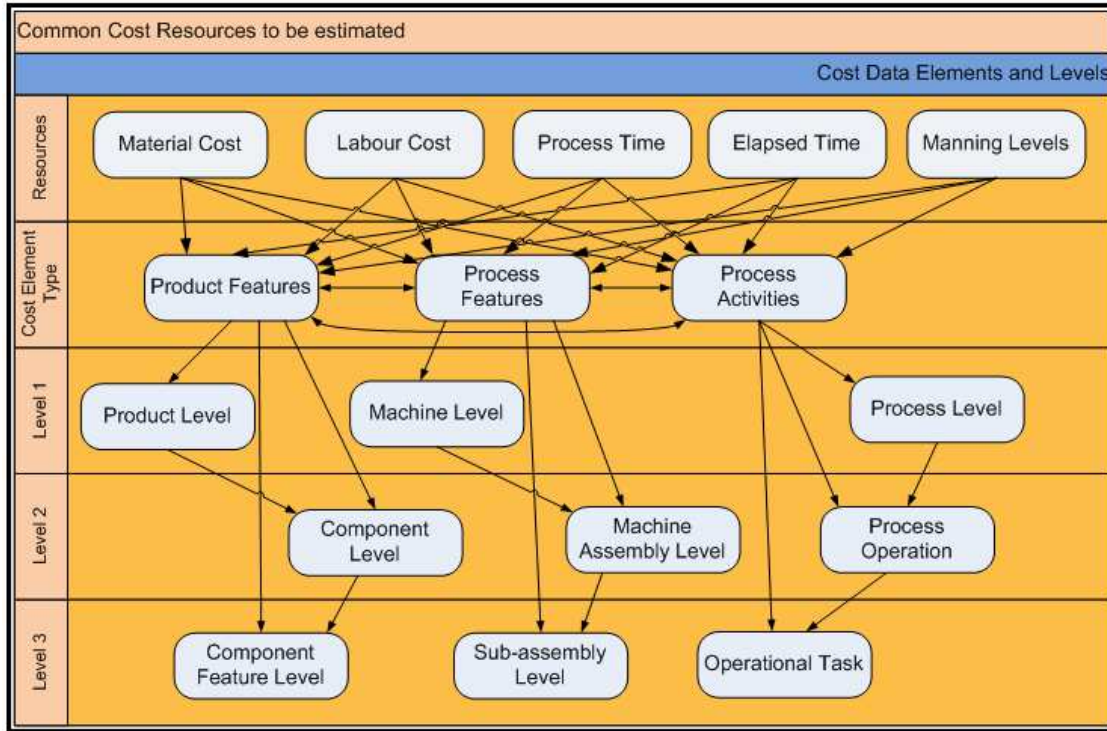 Common Cost Resources to be estimated
Cost Data Elements and Levels
Resources
Material Cost
Labour Cost
Process Time
Elapsed Time
Manning Levels
Cost Element
Type
Product Features
Process
Features
Process
Activities
Level 1
Product Level
Machine Level
Process Level
Level 2
Component
Level
Machine
Assembly Level
Process
Operation
Level 3
Component
Feature Level
Sub-assembly
Level
Operational Task